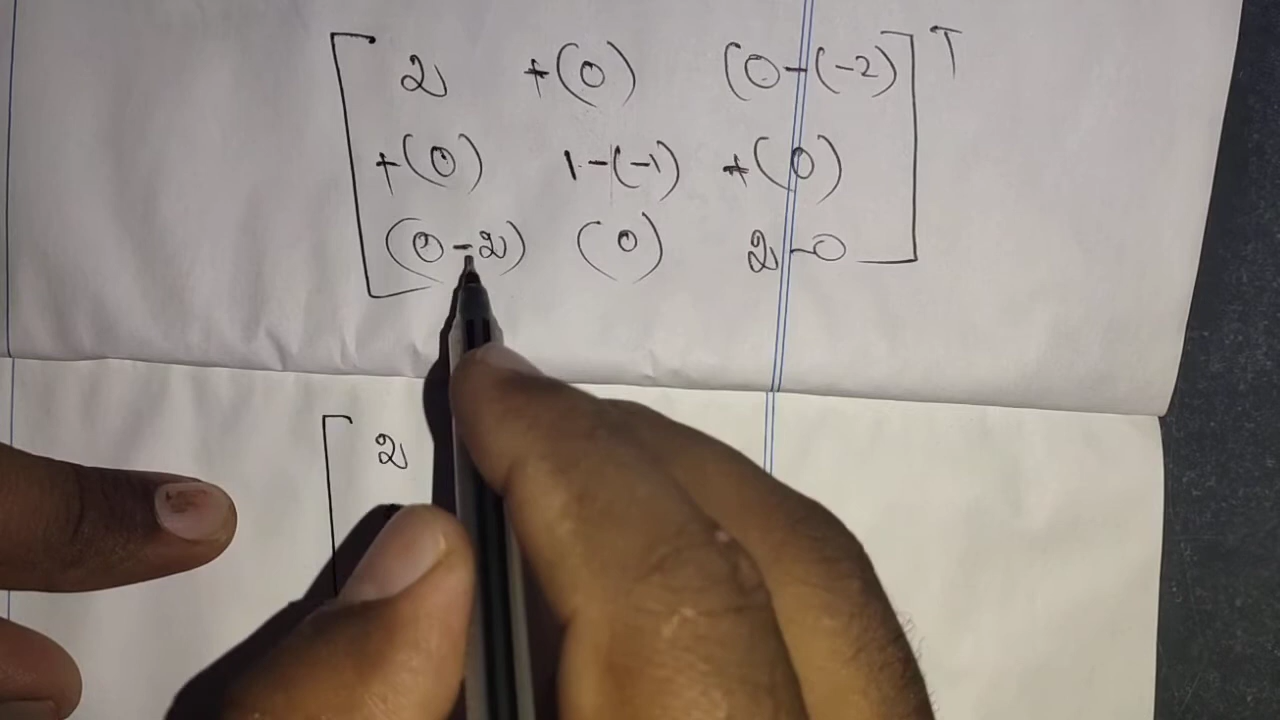 2 +(0) (0-(-2) T
+(0) 1-(-1) +(0)
(0-2) (0) 2-0
2